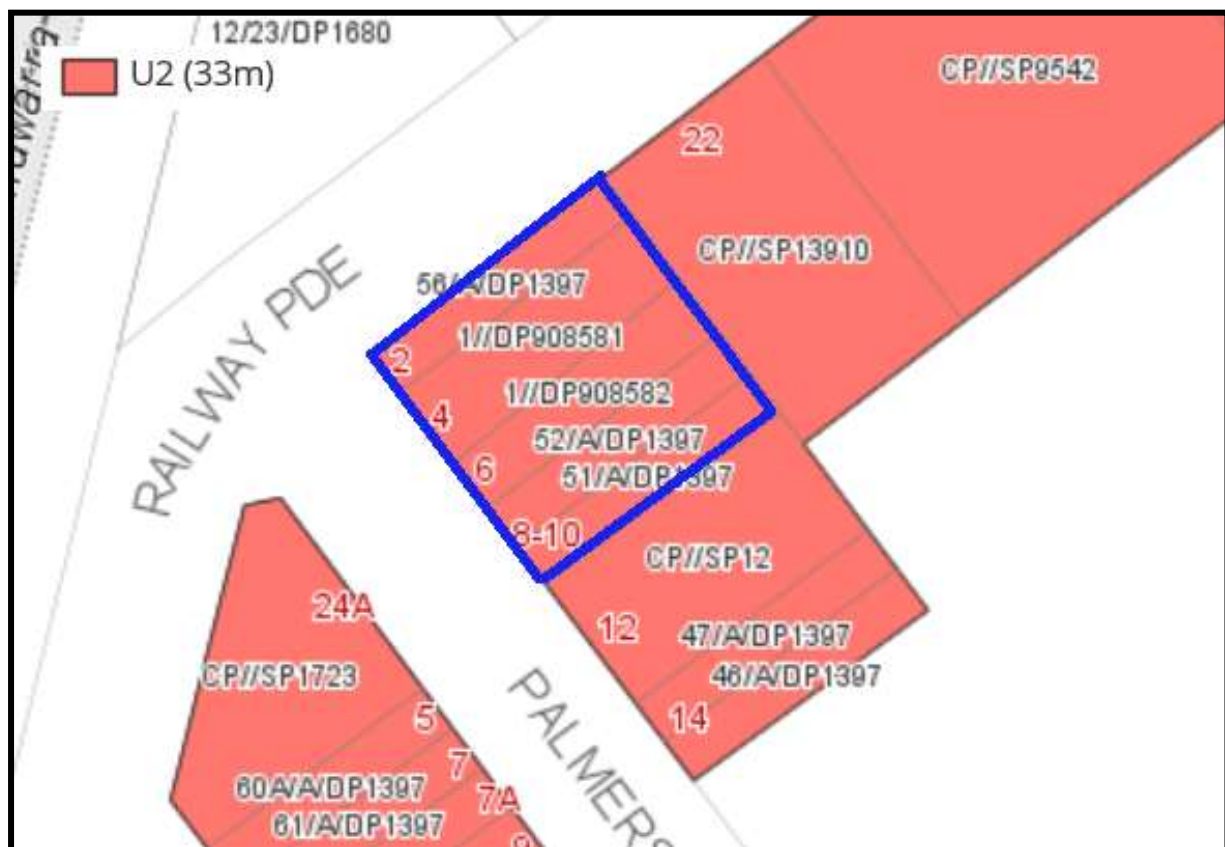 12/23/DP1680
U2 (33m)
CP//SP9542
22
CP//SP13910
56/A/DP1397
1//DP908581
2
1//DP908582
4
52/A/DP1397
6
51/A/DP1397
8-10
RAILWAY PDE
CP//SP12
24A
12
47/A/DP1397
CP//SP1723
46/A/DP1397
14
5
PALMERS
7
60A/A/DP1397
7A
61/A/DP1397
9